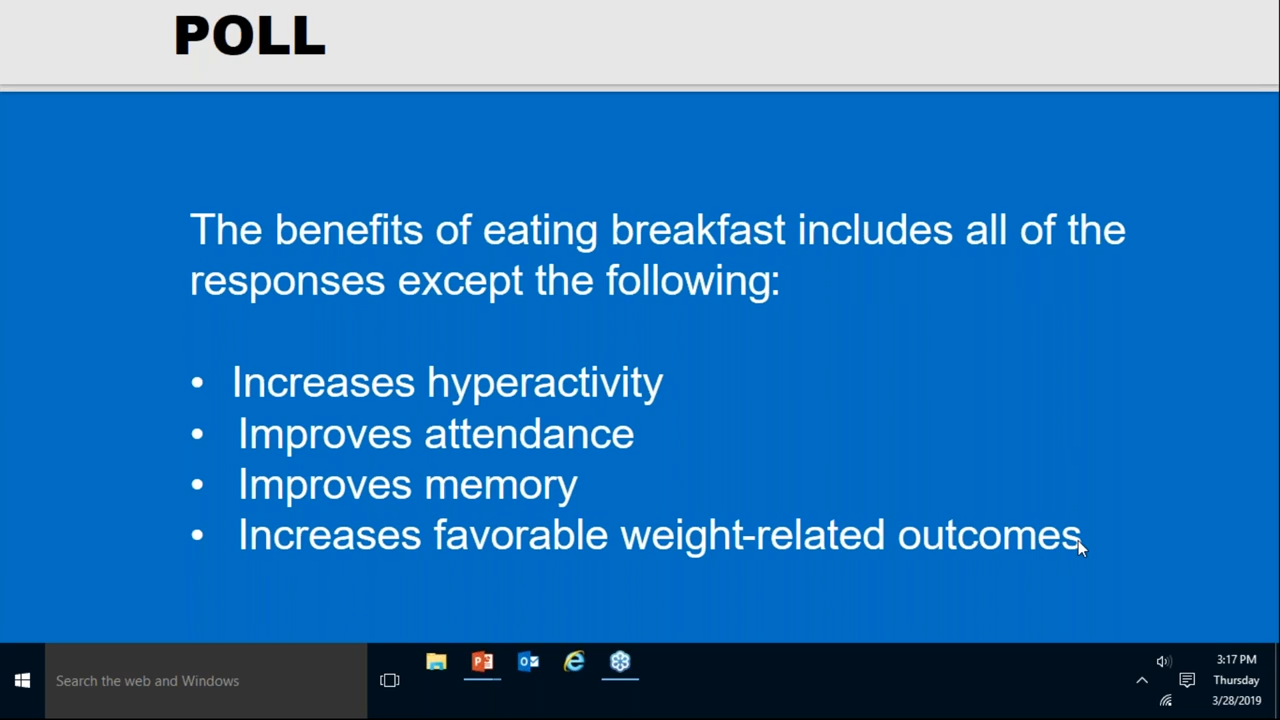 POLL
The benefits of eating breakfast includes all of the
responses except the following:
• Increases hyperactivity
• Improves attendance
• Improves memory
• Increases favorable weight-related outcomes
Search the web and Windows
3:17 PM
Thursday
3/28/2019